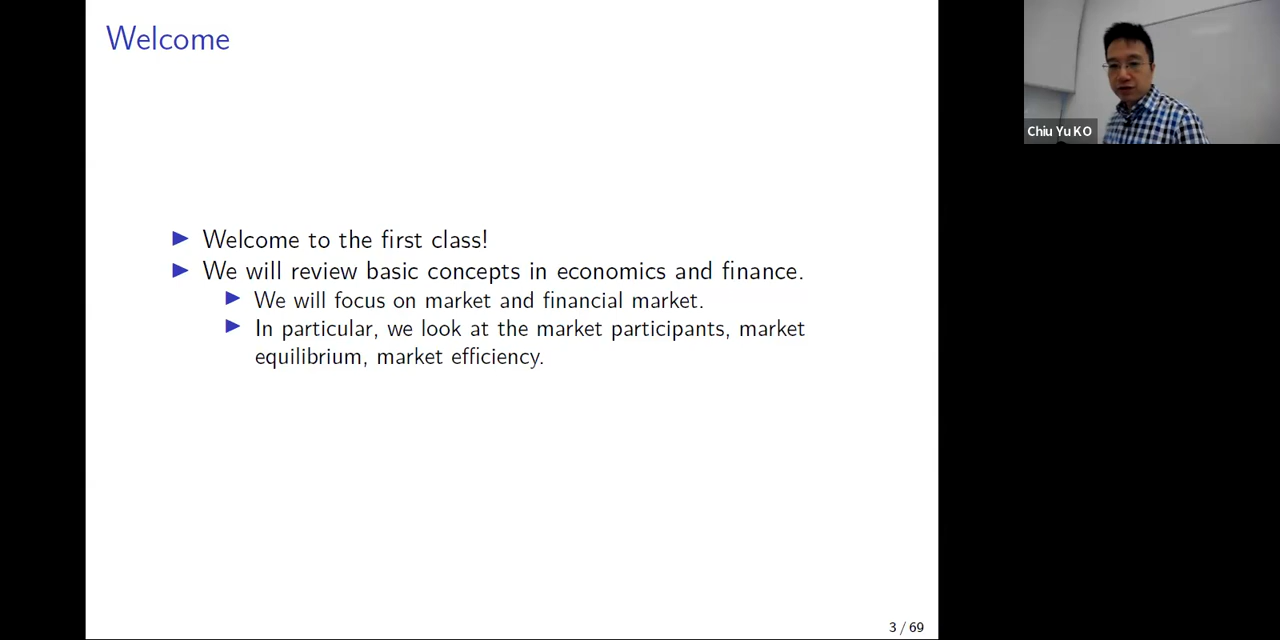 Welcome
Welcome to the first class!
We will review basic concepts in economics and finance.
We will focus on market and financial market.
In particular, we look at the market participants, market
equilibrium, market efficiency.
3 / 69
Chiu Yu KO